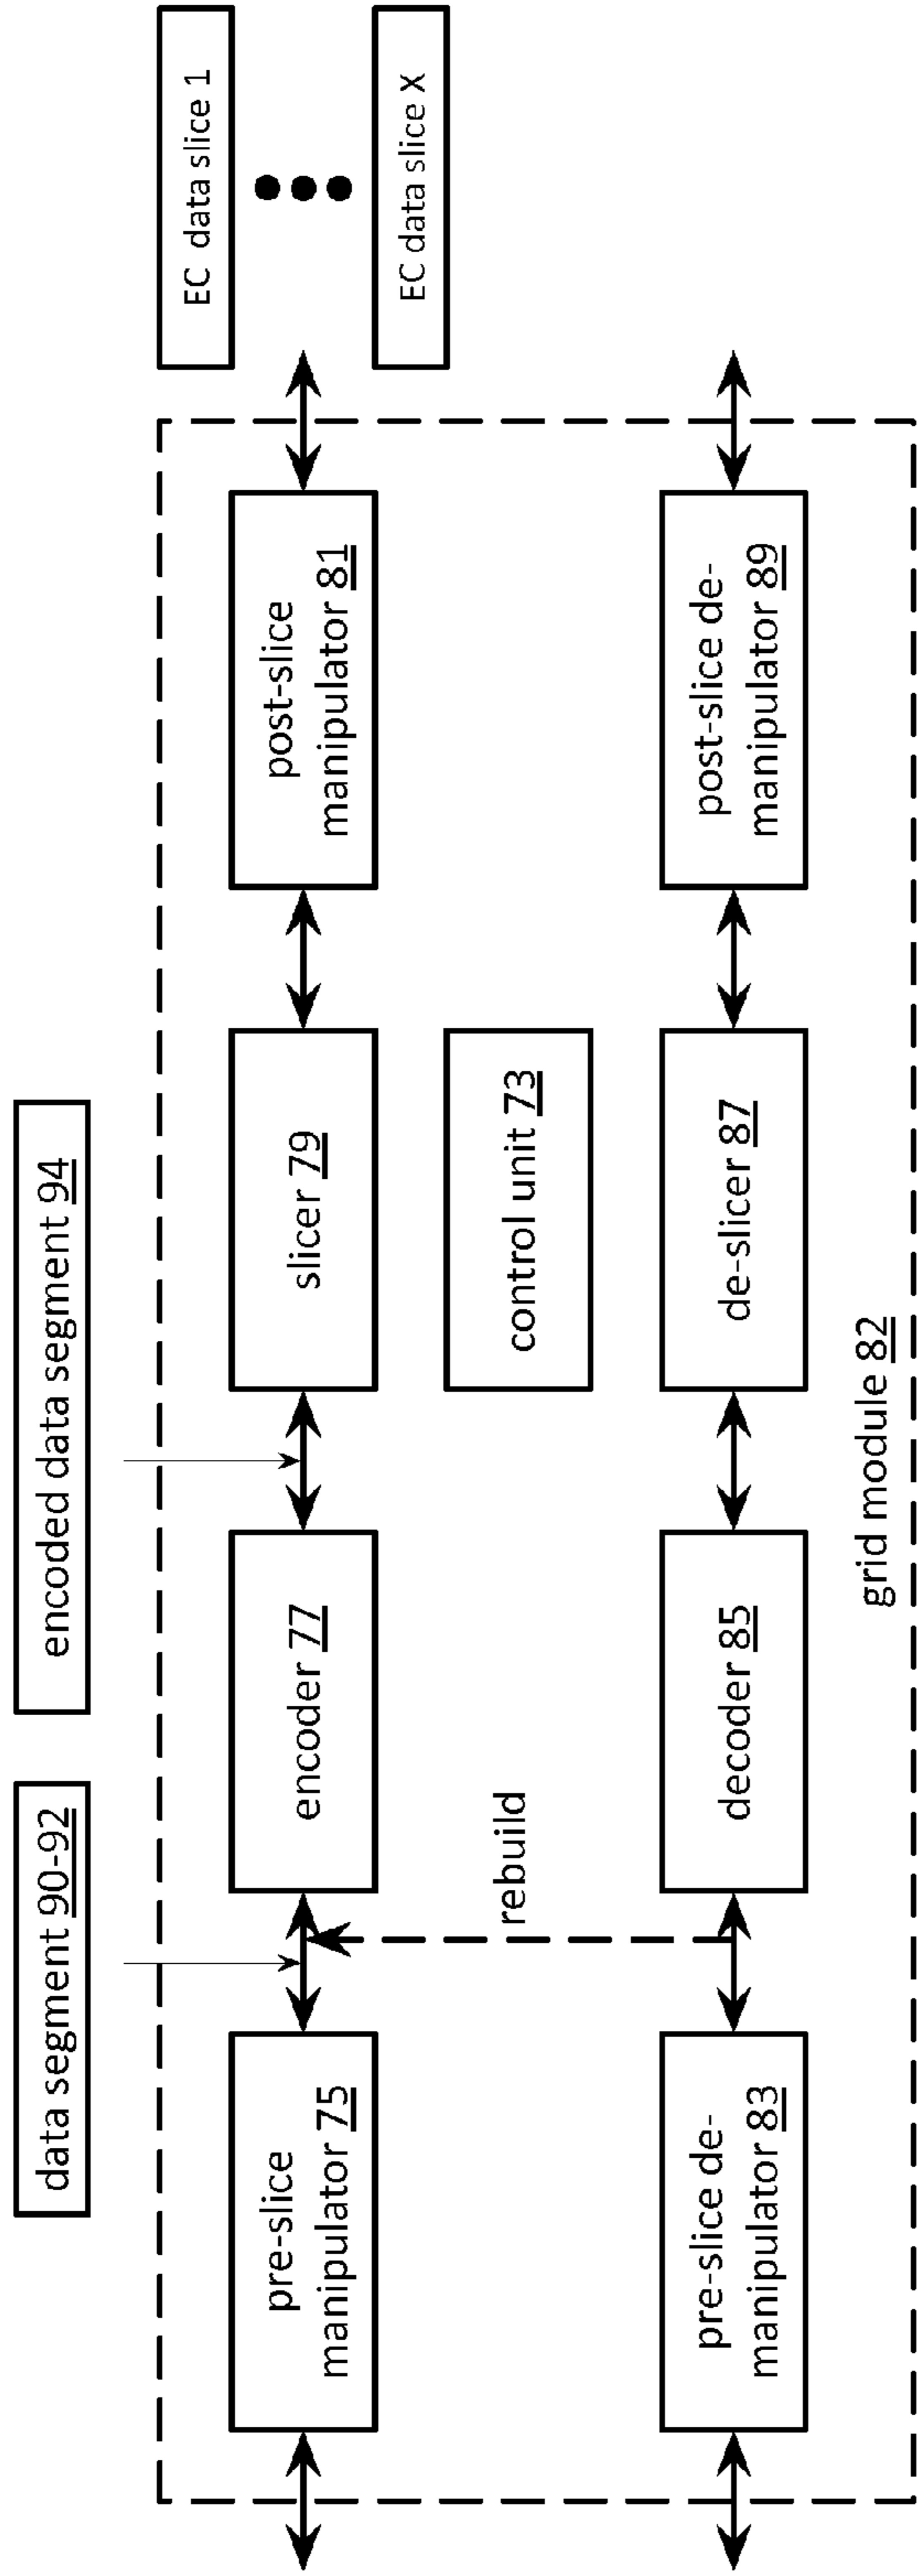 data segment 90-92
encoded data segment 94
pre-slice
manipulator 75
encoder 77
slicer 79
post-slice
manipulator 81
EC  data slice 1
EC data slice X
rebuild
control unit 73
pre-slice de-
manipulator 83
decoder 85
de-slicer 87
post-slice de-
manipulator 89
grid module 82